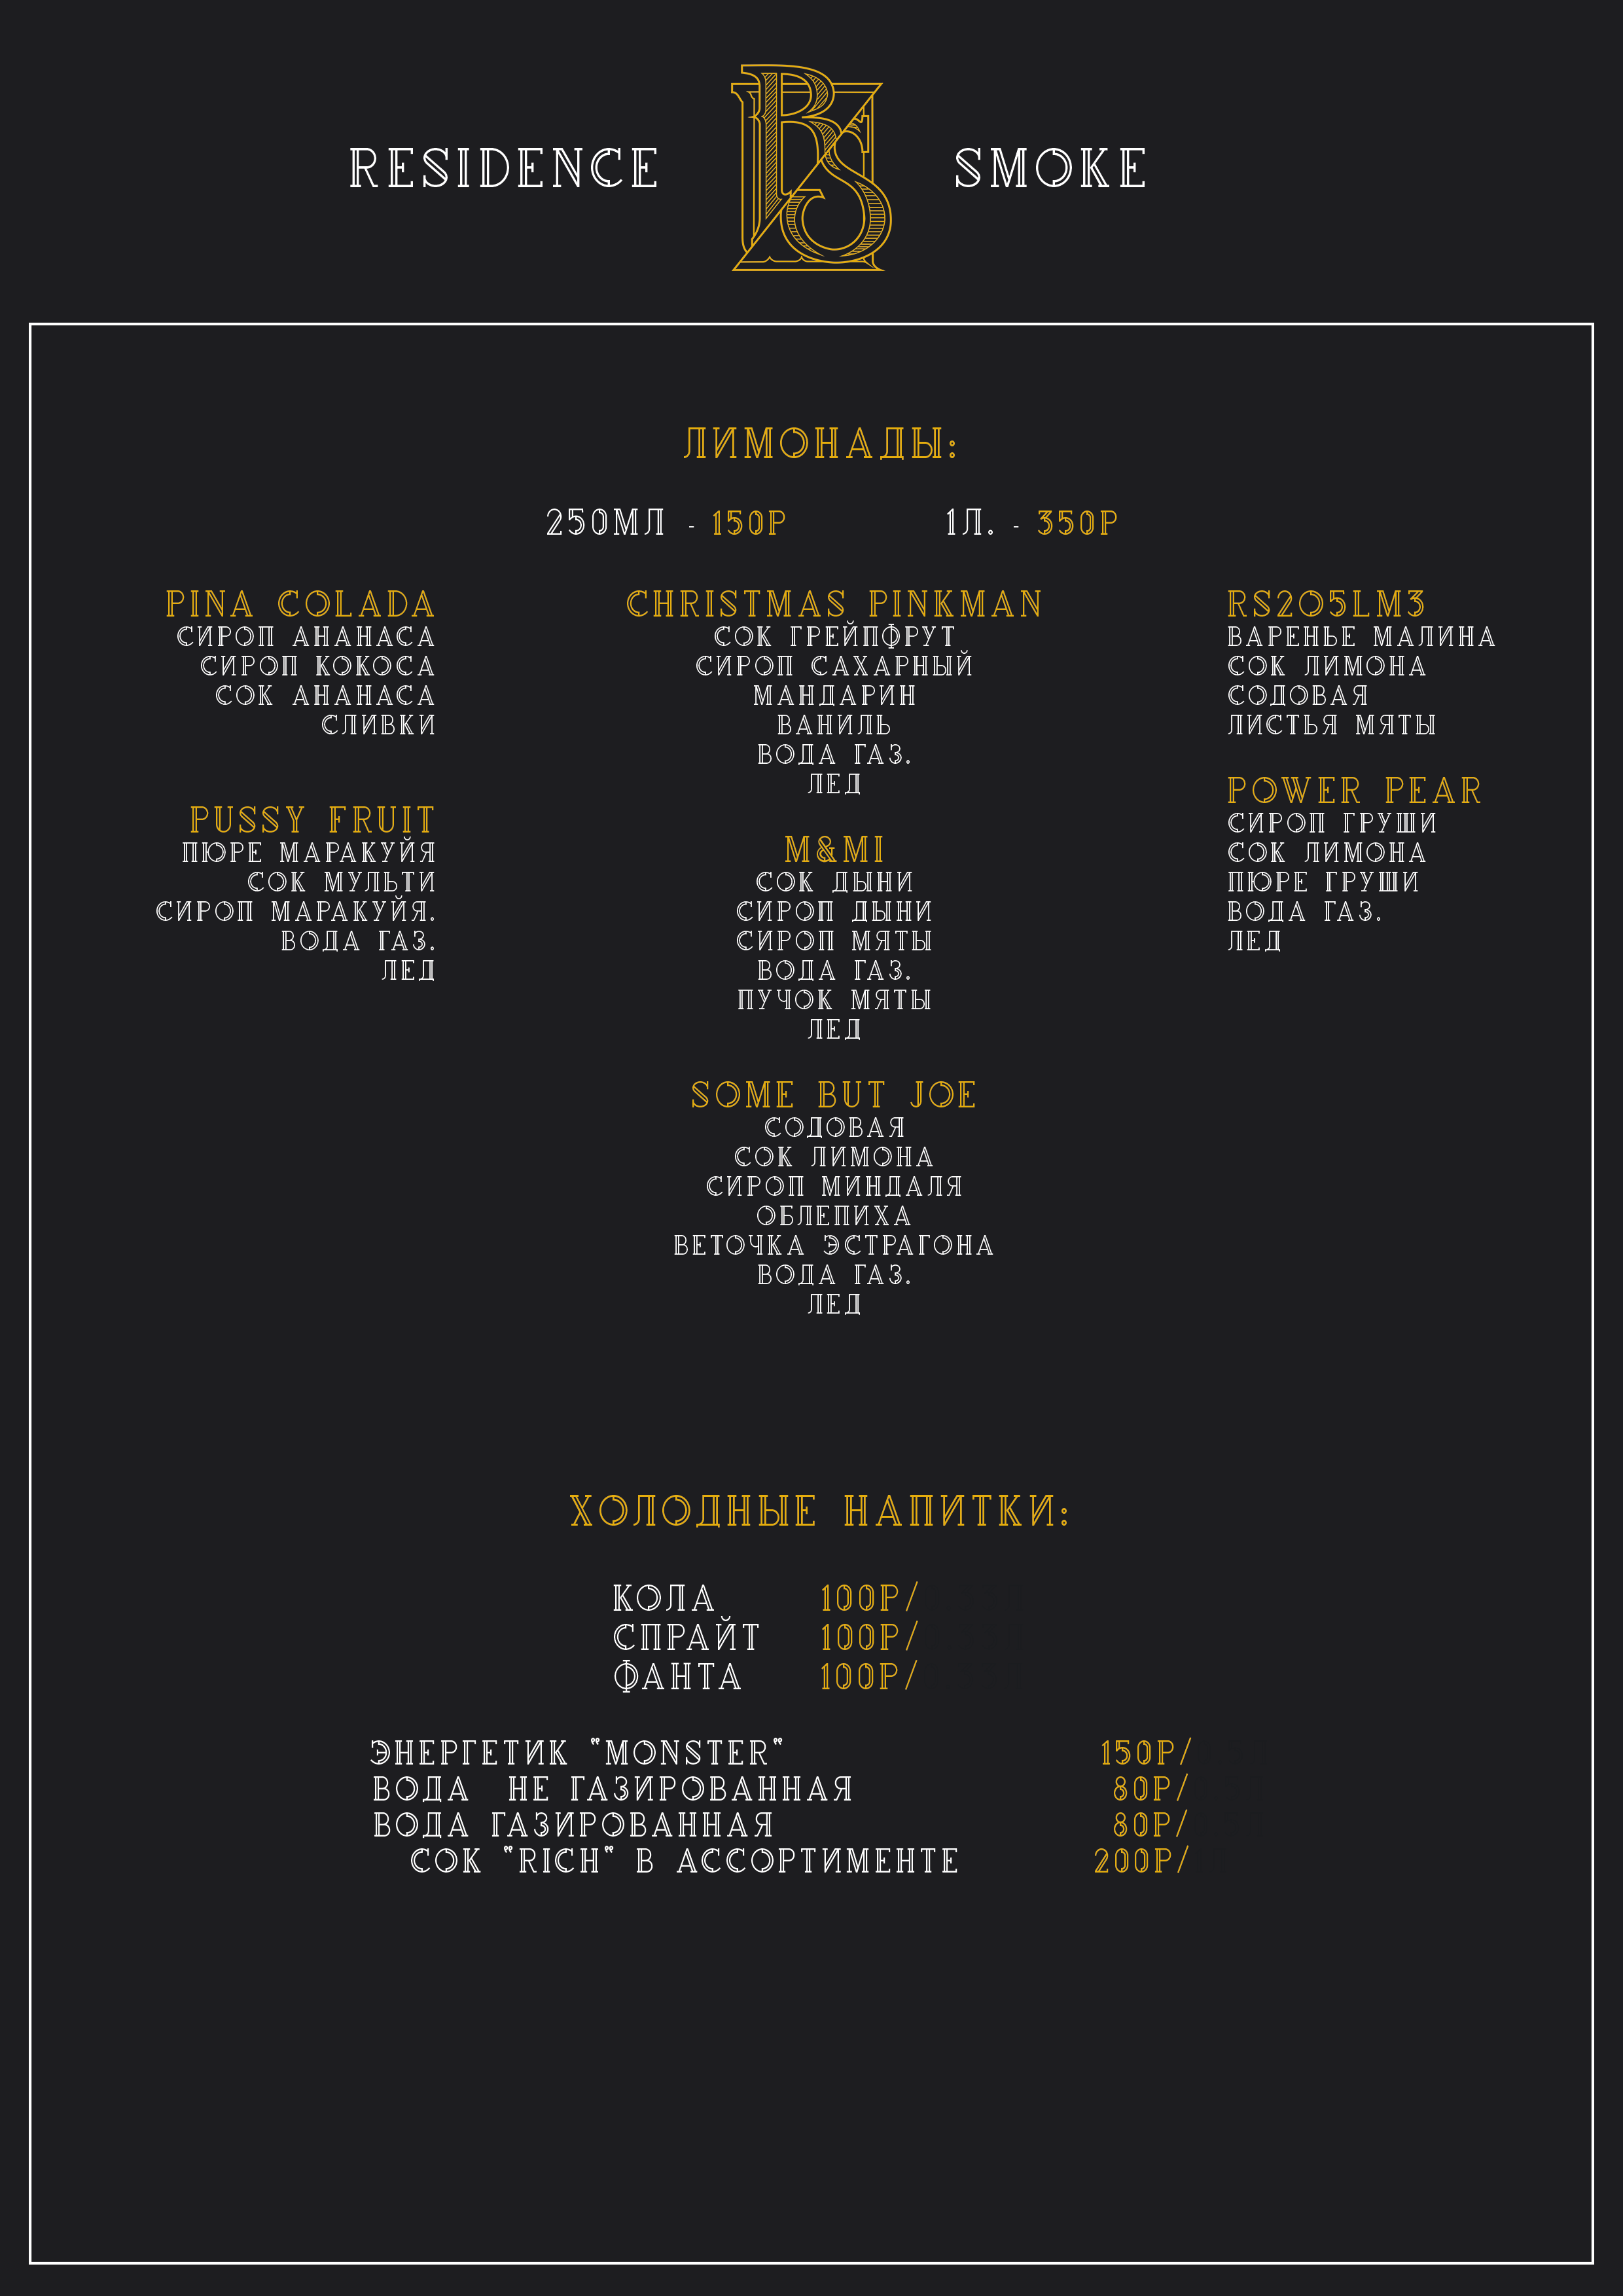 RESIDENCE SMOKE
ЛИМОНАДЫ:
250МЛ - 150Р 1Л. - 350Р
PINA COLADA
СИРОП АНАНАСА
СИРОП КОКОСА
СОК АНАНАСА
СЛИВКИ
PUSSY FRUIT
ПЮРЕ МАРАКУЙЯ
СОК МУЛЬТИ
СИРОП МАРАКУЙЯ.
ВОДА ГАЗ.
ЛЕД
CHRISTMAS PINKMAN
СОК ГРЕЙПФРУТ
СИРОП САХАРНЫЙ
МАНДАРИН
ВАНИЛЬ
ВОДА ГАЗ.
ЛЕД
M&MI
СОК ДЫНИ
СИРОП ДЫНИ
СИРОП МЯТЫ
ВОДА ГАЗ.
ПУЧОК МЯТЫ
ЛЕД
SOME BUT JOE
СОДОВАЯ
СОК ЛИМОНА
СИРОП МИНДАЛЯ
ОБЛЕПИХА
ВЕТОЧКА ЭСТРАГОНА
ВОДА ГАЗ.
ЛЕД
RS205LM3
ВАРЕНЬЕ МАЛИНА
СОК ЛИМОНА
СОДОВАЯ
ЛИСТЬЯ МЯТЫ
POWER PEAR
СИРОП ГРУШИ
СОК ЛИМОНА
ПЮРЕ ГРУШИ
ВОДА ГАЗ.
ЛЕД
ХОЛОДНЫЕ НАПИТКИ:
КОЛА 100Р/
СПРАЙТ 100Р/
ФАНТА 100Р/
ЭНЕРГЕТИК "MONSTER" 150Р/
ВОДА НЕ ГАЗИРОВАННАЯ 80Р/
ВОДА ГАЗИРОВАННАЯ 80Р/
СОК "RICH" В АССОРТИМЕНТЕ 200Р/